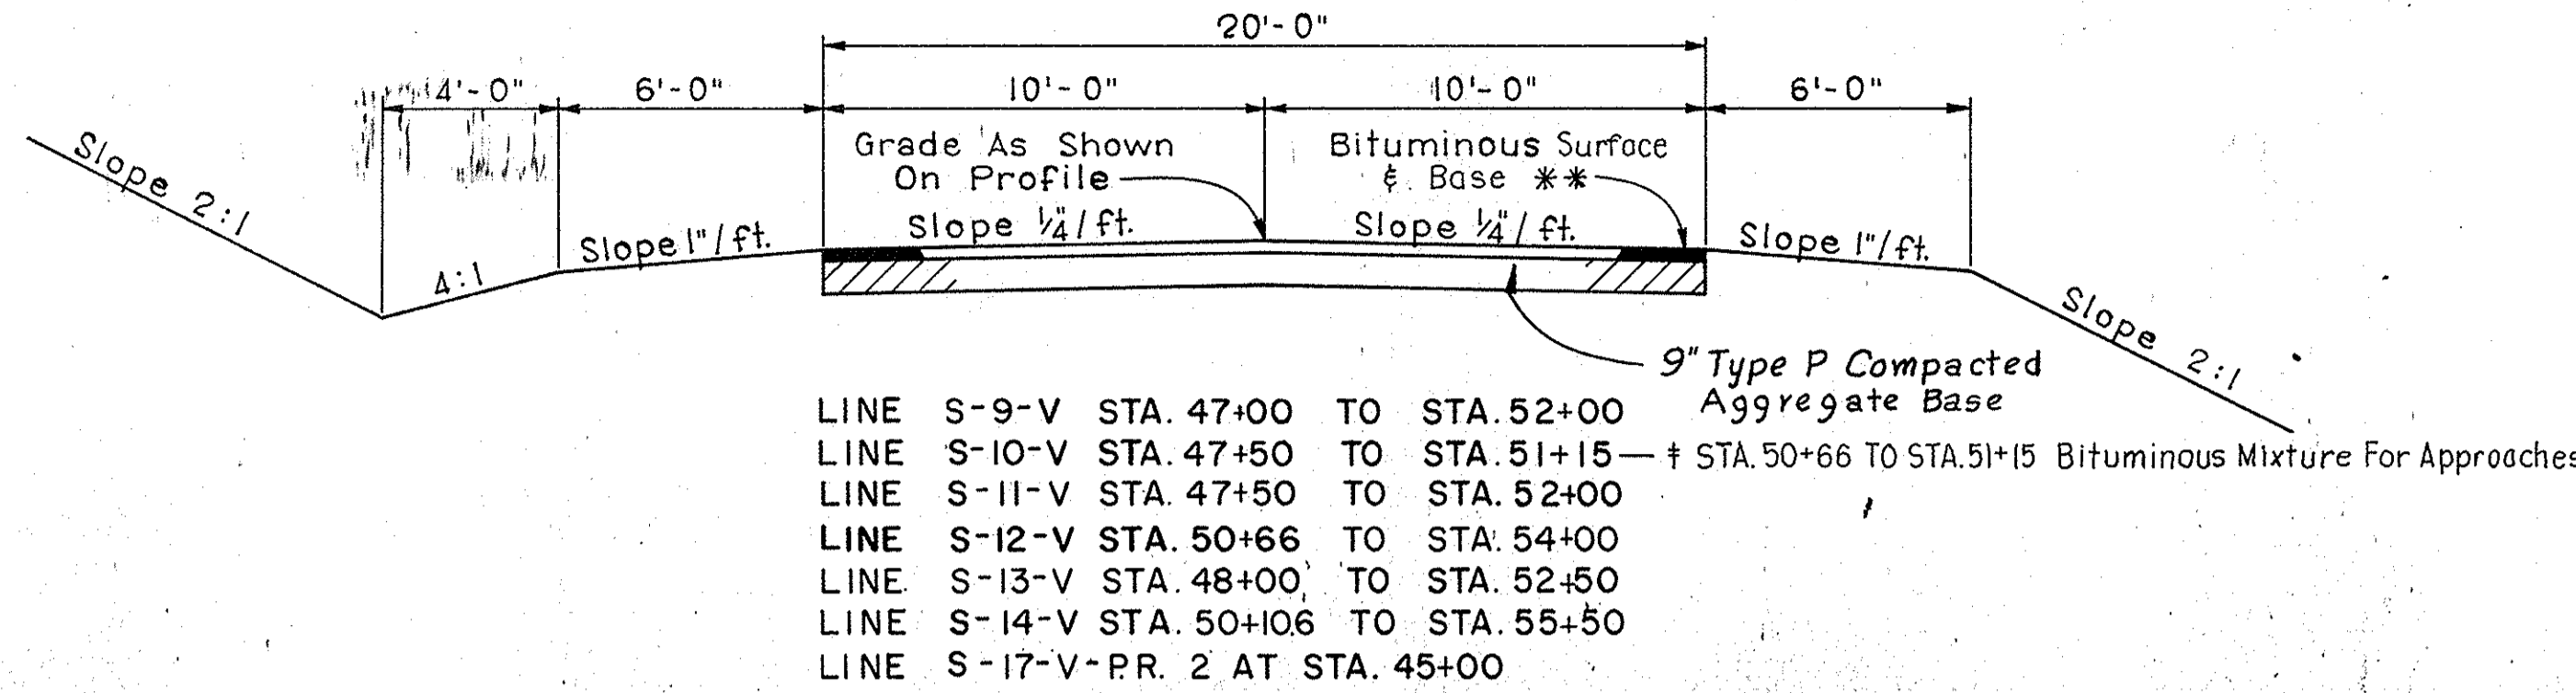 20'-0"
4'-0" 6'-0" 10'-0" 10'-0" 6'-0"
Grade As Shown
On Profile
Bituminous Surface
& Base **
Slope 2:1
4:1
Slope 1"/ft.
Slope 1/4"/ft.
Slope 1/4"/ft.
Slope 1"/ft.
Slope 2:1
9" Type P Compacted
Aggregate Base
LINE S-9-V STA. 47+00 TO STA. 52+00
LINE S-10-V STA. 47+50 TO STA. 51+15 — ‡ STA. 50+66 TO STA. 51+15 Bituminous Mixture For Approaches
LINE S-11-V STA. 47+50 TO STA. 52+00
LINE S-12-V STA. 50+66 TO STA. 54+00
LINE S-13-V STA. 48+00 TO STA. 52+50
LINE S-14-V STA. 50+10.6 TO STA. 55+50
LINE S-17-V-P.R. 2 AT STA. 45+00